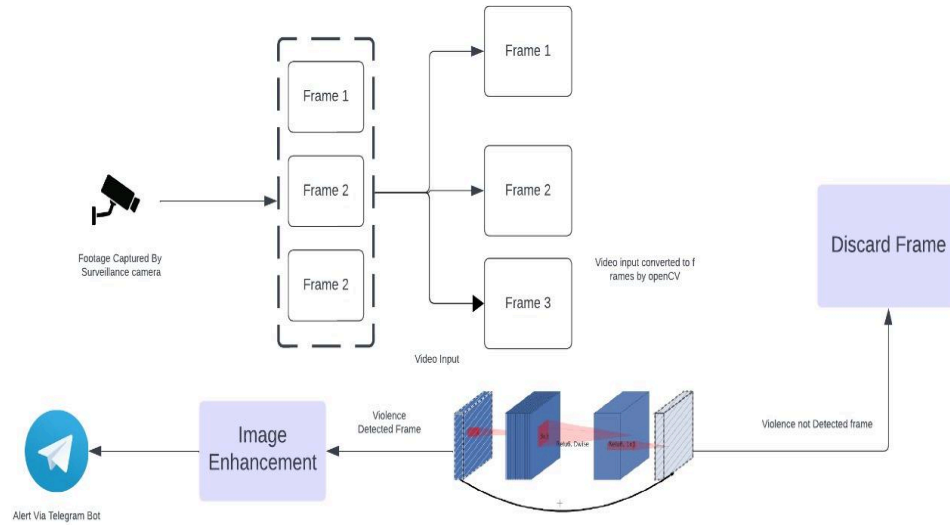 Frame 1
Frame 1
Frame 2
Frame 2
Frame 2
Frame 3
Footage Captured By
Surveillance camera
Video input converted to f
rames by openCV
Discard Frame
Video Input
Violence
Detected Frame
Image
Enhancement
Violence not Detected frame
Relu6, Dwise
Alert Via Telegram Bot